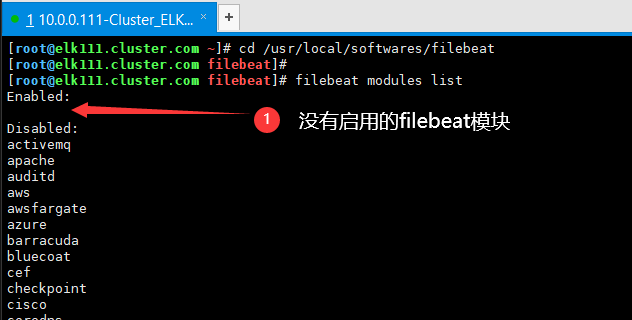 1 10.0.0.111-Cluster_ELK... × +
[root@elk111.cluster.com ~]# cd /usr/local/softwares/filebeat
[root@elk111.cluster.com filebeat]#
[root@elk111.cluster.com filebeat]# filebeat modules list
Enabled:
1 没有启用的filebeat模块
Disabled:
activemq
apache
auditd
aws
awsfargate
azure
barracuda
bluecoat
cef
checkpoint
cisco